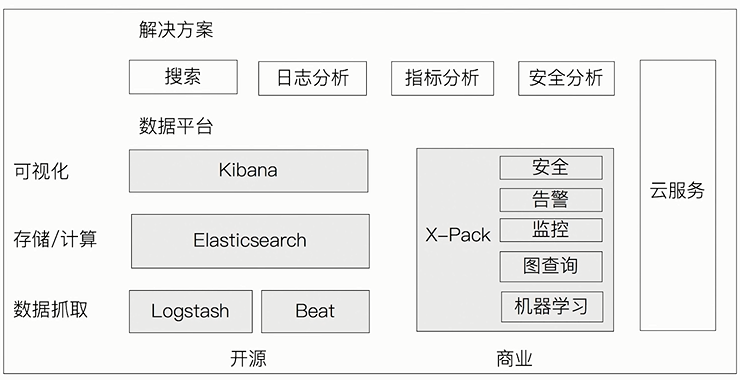 解决方案
搜索
日志分析
指标分析
安全分析
数据平台
可视化
Kibana
存储/计算
Elasticsearch
数据抓取
Logstash
Beat
开源
X-Pack
安全
告警
监控
图查询
机器学习
商业
云服务